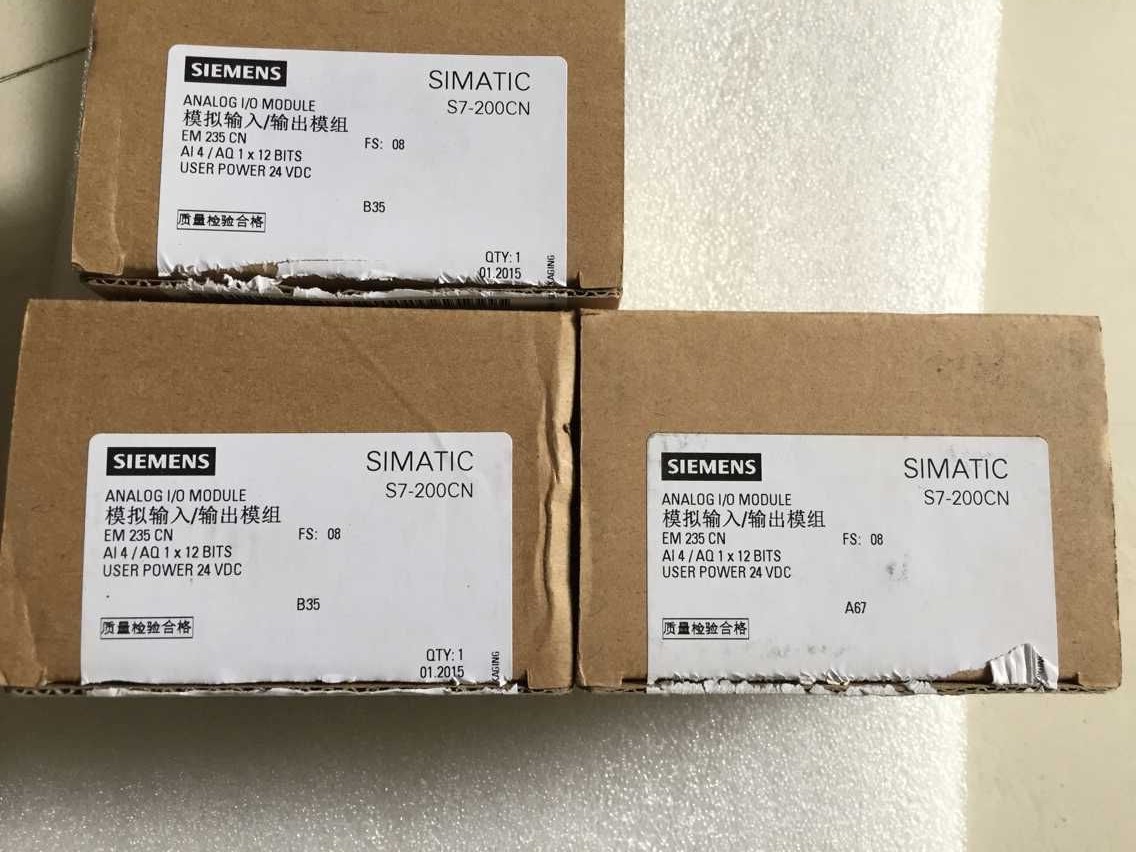 SIEMENS
SIMATIC
S7-200CN
ANALOG I/O MODULE
模拟输入/输出模组
EM 235 CN
FS: 08
AI 4 / AQ 1 x 12 BITS
USER POWER 24 VDC
B35
质量检验合格
QTY: 1
01.2015
SIEMENS
SIMATIC
S7-200CN
ANALOG I/O MODULE
模拟输入/输出模组
EM 235 CN
FS: 08
AI 4 / AQ 1 x 12 BITS
USER POWER 24 VDC
B35
质量检验合格
QTY: 1
01.2015
SIEMENS
SIMATIC
S7-200CN
ANALOG I/O MODULE
模拟输入/输出模组
EM 235 CN
FS: 08
AI 4 / AQ 1 x 12 BITS
USER POWER 24 VDC
A67
质量检验合格